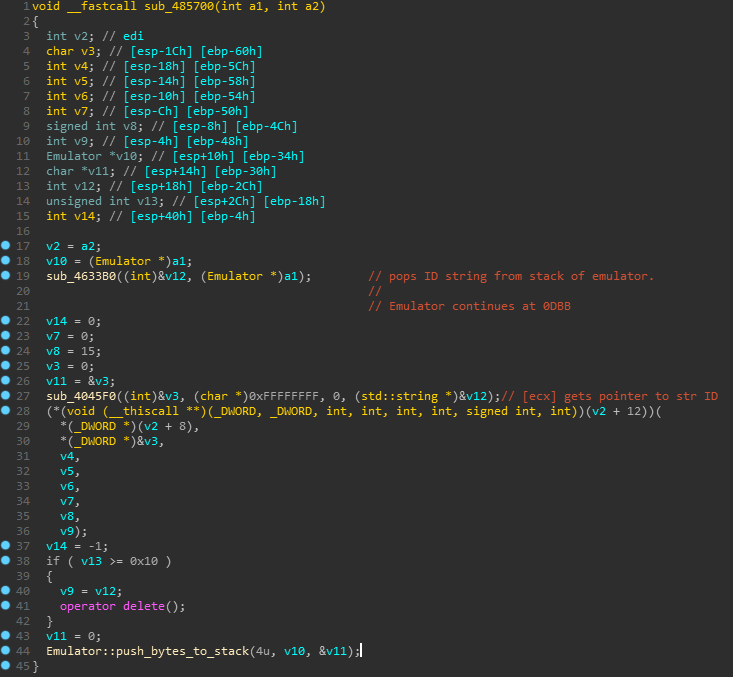 1 void __fastcall sub_485700(int a1, int a2)
2 {
3 int v2; // edi
4 char v3; // [esp-1Ch] [ebp-60h]
5 int v4; // [esp-18h] [ebp-5Ch]
6 int v5; // [esp-14h] [ebp-58h]
7 int v6; // [esp-10h] [ebp-54h]
8 int v7; // [esp-Ch] [ebp-50h]
9 signed int v8; // [esp-8h] [ebp-4Ch]
10 int v9; // [esp-4h] [ebp-48h]
11 Emulator *v10; // [esp+10h] [ebp-34h]
12 char *v11; // [esp+14h] [ebp-30h]
13 int v12; // [esp+18h] [ebp-2Ch]
14 unsigned int v13; // [esp+2Ch] [ebp-18h]
15 int v14; // [esp+40h] [ebp-4h]
16
17 v2 = a2;
18 v10 = (Emulator *)a1;
19 sub_4633B0((int)&v12, (Emulator *)a1); // pops ID string from stack of emulator.
20 //
21 // Emulator continues at 0DBB
22 v14 = 0;
23 v7 = 0;
24 v8 = 15;
25 v3 = 0;
26 v11 = &v3;
27 sub_4045F0((int)&v3, (char *)0xFFFFFFFF, 0, (std::string *)&v12);// [ecx] gets pointer to str ID
28 (*(void (__thiscall **)(_DWORD, _DWORD, int, int, int, int, signed int, int))(v2 + 12))(
29 *(_DWORD *)(v2 + 8),
30 *(_DWORD *)&v3,
31 v4,
32 v5,
33 v6,
34 v7,
35 v8,
36 v9);
37 v14 = -1;
38 if ( v13 >= 0x10 )
39 {
40 v9 = v12;
41 operator delete();
42 }
43 v11 = 0;
44 Emulator::push_bytes_to_stack(4u, v10, &v11);
45 }